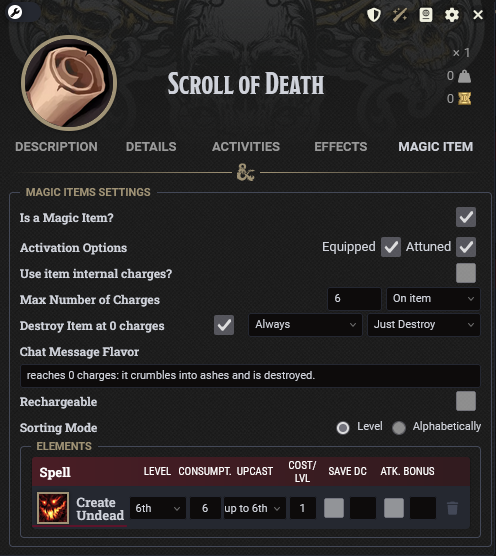 × 1
SCROLL OF DEATH
0
0
DESCRIPTION DETAILS ACTIVITIES EFFECTS MAGIC ITEM
&
MAGIC ITEMS SETTINGS
Is a Magic Item?
Activation Options Equipped Attuned
Use item internal charges?
Max Number of Charges 6 On item
Destroy Item at 0 charges Always Just Destroy
Chat Message Flavor
reaches 0 charges: it crumbles into ashes and is destroyed.
Rechargeable
Sorting Mode Level Alphabetically
ELEMENTS
Spell LEVEL CONSUMPT. UPCAST COST/ LVL SAVE DC ATK. BONUS
Create Undead 6th 6 up to 6th 1